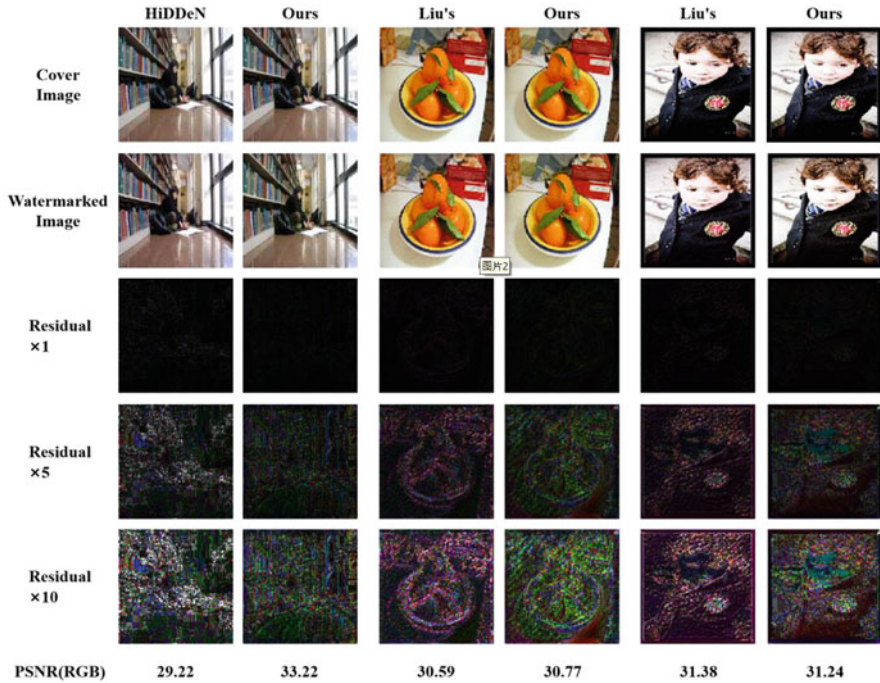 HiDDeN Ours Liu's Ours Liu's Ours
Cover
Image
Watermarked
Image
图片2
Residual
×1
Residual
×5
Residual
×10
PSNR(RGB) 29.22 33.22 30.59 30.77 31.38 31.24